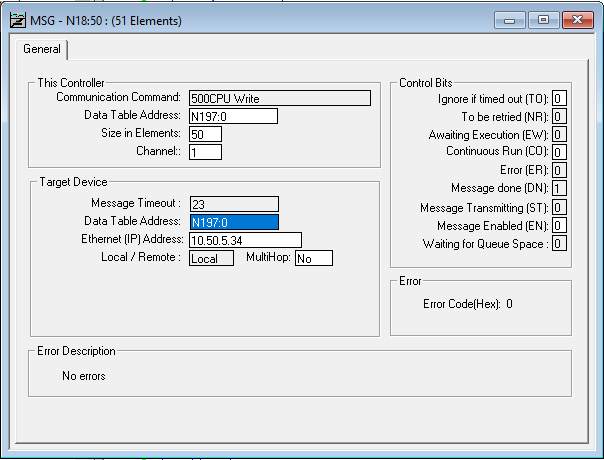 MSG - N18:50 : (51 Elements)
General
This Controller
Communication Command: 500CPU Write
Data Table Address: N197:0
Size in Elements: 50
Channel:: 1
Target Device
Message Timeout : 23
Data Table Address: N197:0
Ethernet (IP) Address: 10.50.5.34
Local / Remote : Local MultiHop: No
Control Bits
Ignore if timed out (TO): 0
To be retried (NR): 0
Awaiting Execution (EW): 0
Continuous Run (CO): 0
Error (ER): 0
Message done (DN): 1
Message Transmitting (ST): 0
Message Enabled (EN): 0
Waiting for Queue Space : 0
Error
Error Code(Hex): 0
Error Description
No errors